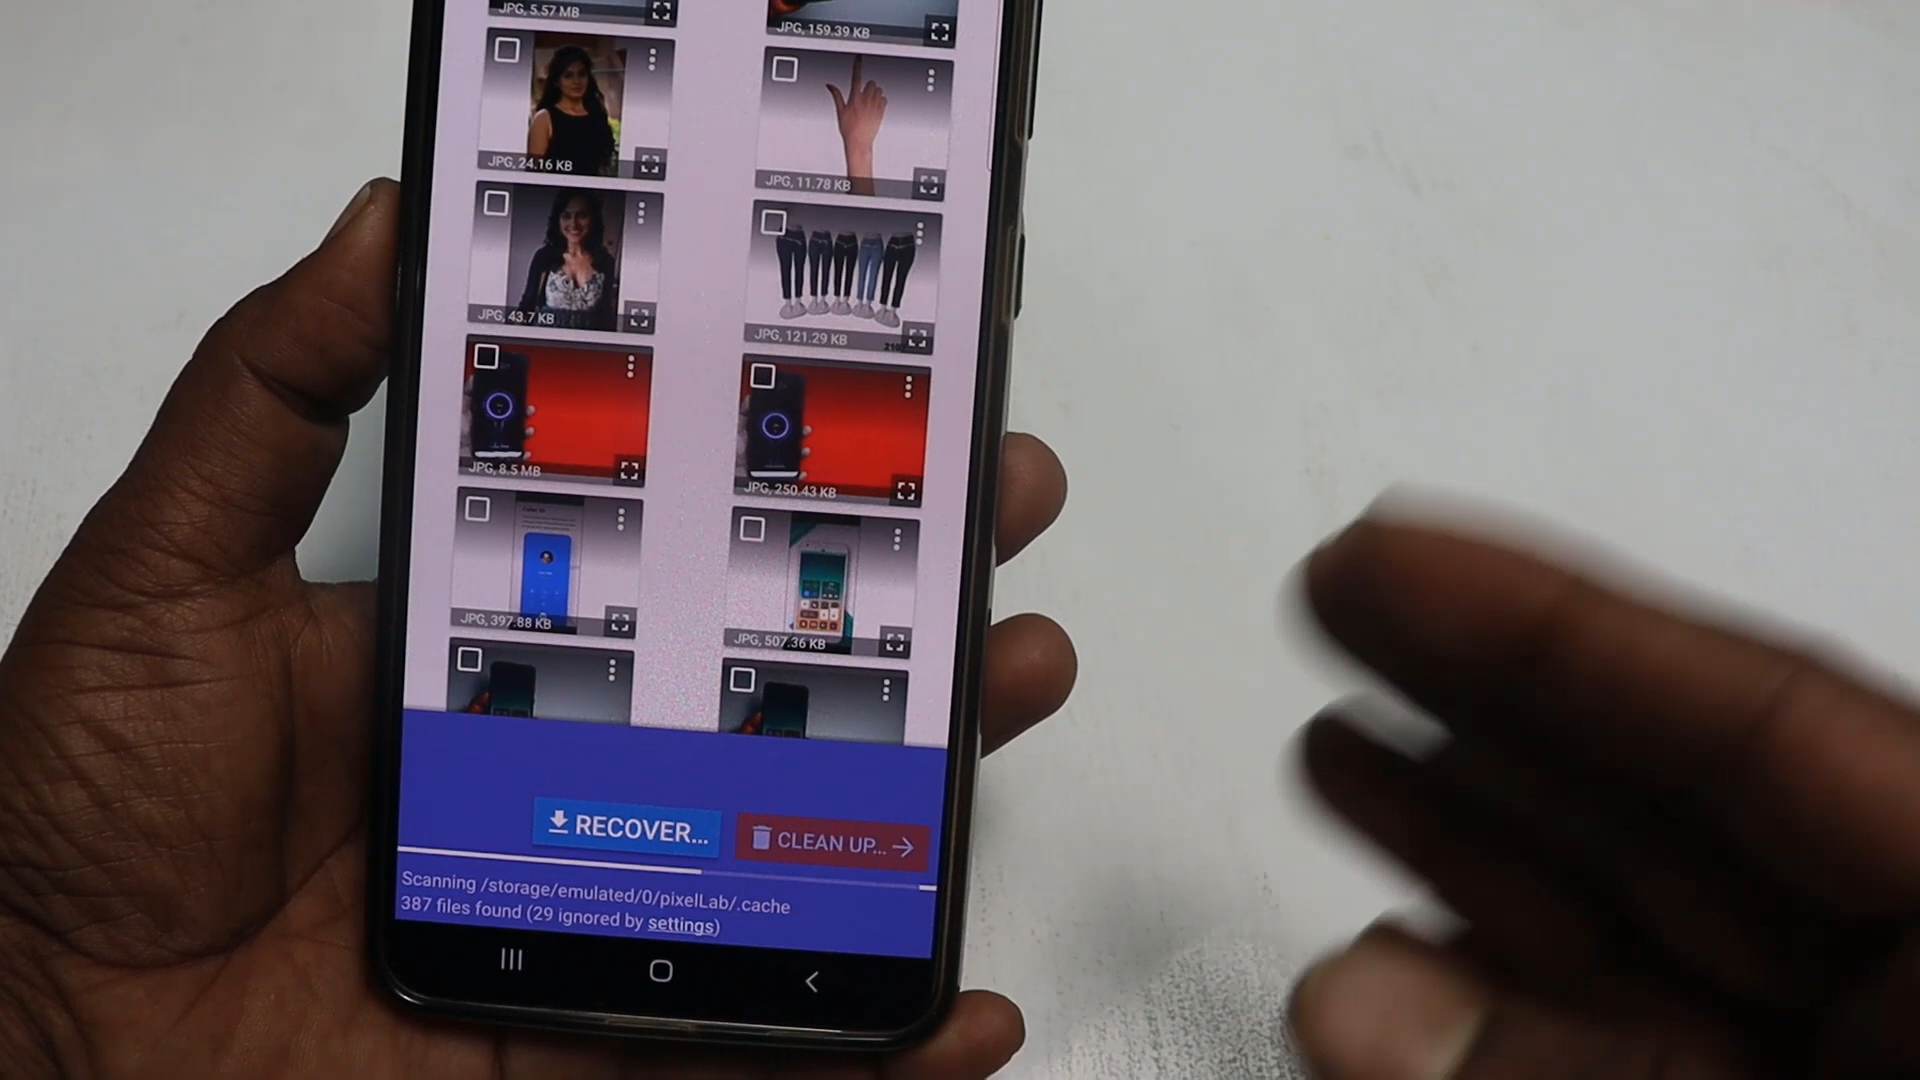 JPG, 5.57 MB
JPG, 159.39 KB
JPG, 24.16 KB
JPG, 11.78 KB
JPG, 43.7 KB
JPG, 121.29 KB
JPG, 8.5 MB
JPG, 250.43 KB
JPG, 397.88 KB
JPG, 507.36 KB
RECOVER...
CLEAN UP...
Scanning /storage/emulated/0/pixelLab/.cache
387 files found (29 ignored by settings)